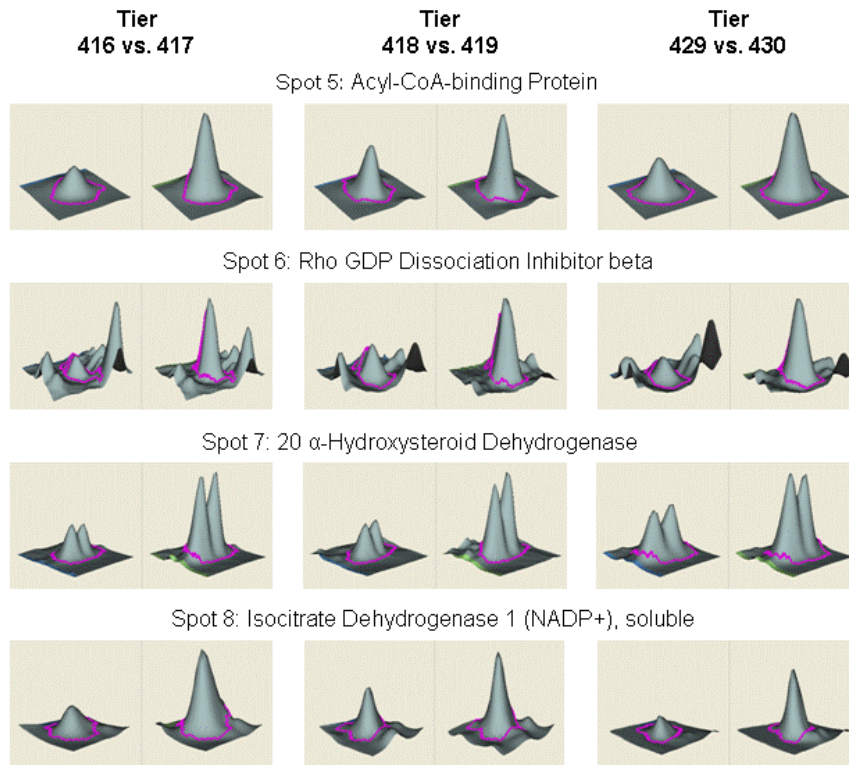 Tier Tier Tier
416 vs. 417 418 vs. 419 429 vs. 430
Spot 5: Acyl-CoA-binding Protein
Spot 6: Rho GDP Dissociation Inhibitor beta
Spot 7: 20 α-Hydroxysteroid Dehydrogenase
Spot 8: Isocitrate Dehydrogenase 1 (NADP+), soluble